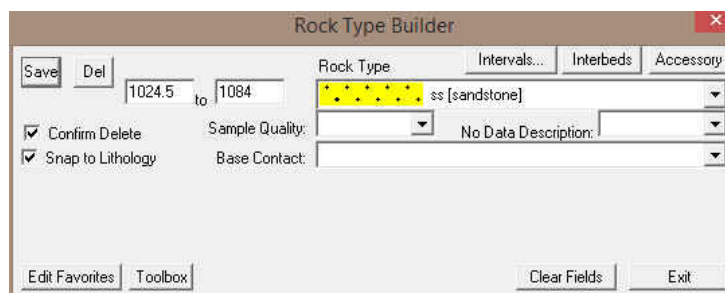 Rock Type Builder
Save Del 1024.5 to 1084 Rock Type Intervals... Interbeds Accessory
ss [sandstone]
Confirm Delete Sample Quality: No Data Description:
Snap to Lithology Base Contact:
Edit Favorites Toolbox Clear Fields Exit